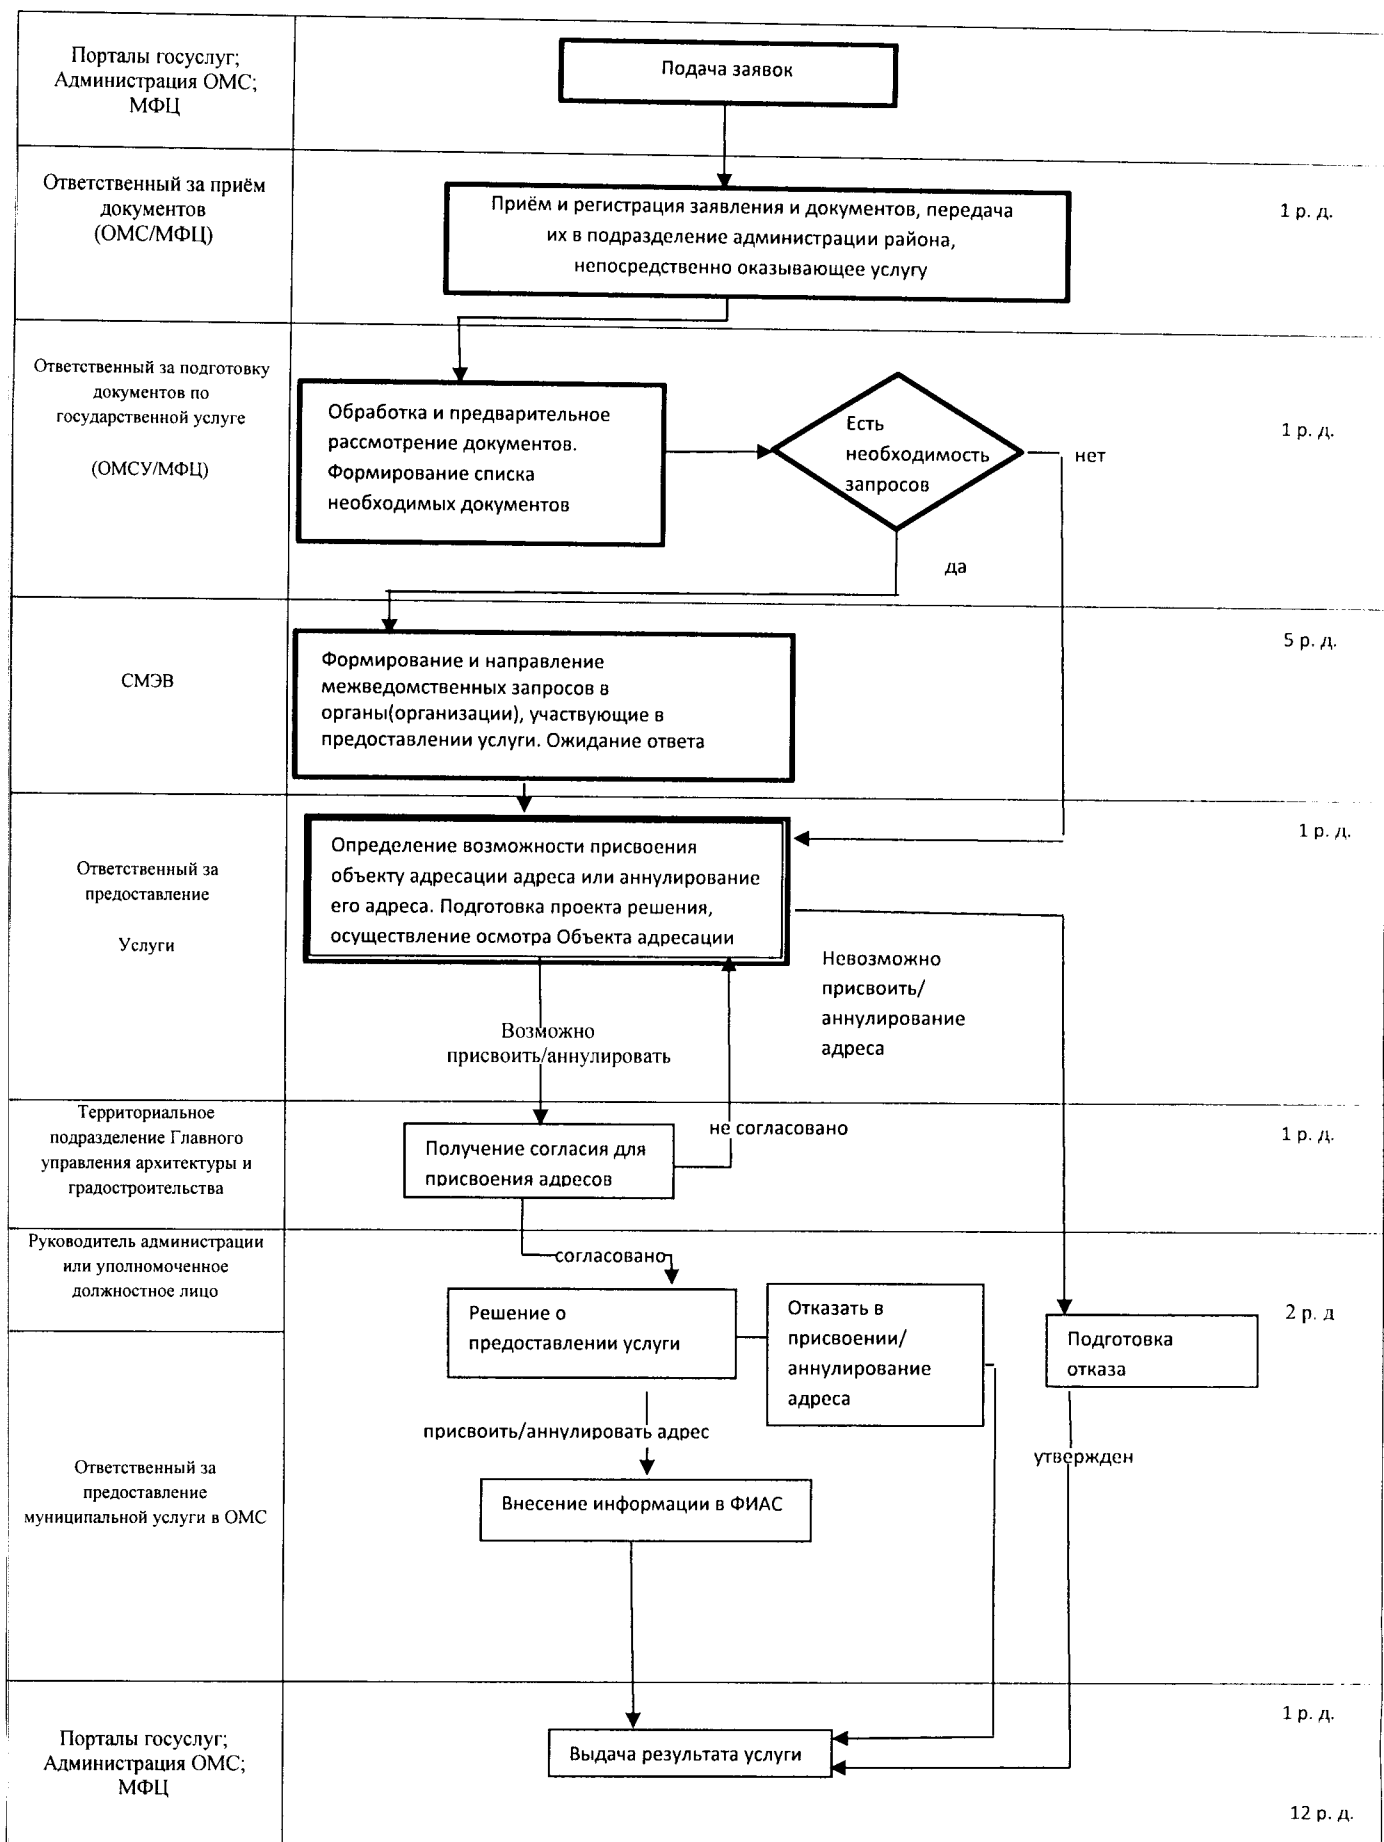 Порталы госуслуг;
Администрация ОМС;
МФЦ
Подача заявок
Ответственный за приём
документов
(ОМС/МФЦ)
Приём и регистрация заявления и документов, передача
их в подразделение администрации района,
непосредственно оказывающее услугу
1 р. д.
Ответственный за подготовку
документов по
государственной услуге
(ОМСУ/МФЦ)
Обработка и предварительное
рассмотрение документов.
Формирование списка
необходимых документов
Есть
необходимость
запросов
нет
1 р. д.
да
СМЭВ
Формирование и направление
межведомственных запросов в
органы(организации), участвующие в
предоставлении услуги. Ожидание ответа
5 р. д.
Ответственный за
предоставление
Услуги
Определение возможности присвоения
объекту адресации адреса или аннулирование
его адреса. Подготовка проекта решения,
осуществление осмотра Объекта адресации
1 р. д.
Невозможно
присвоить/
аннулирование
адреса
Возможно
присвоить/аннулировать
Территориальное
подразделение Главного
управления архитектуры и
градостроительства
Получение согласия для
присвоения адресов
не согласовано
1 р. д.
Руководитель администрации
или уполномоченное
должностное лицо
согласовано
Решение о
предоставлении услуги
Отказать в
присвоении/
аннулирование
адреса
Подготовка
отказа
2 р. д
присвоить/аннулировать адрес
утвержден
Ответственный за
предоставление
муниципальной услуги в ОМС
Внесение информации в ФИАС
Порталы госуслуг;
Администрация ОМС;
МФЦ
Выдача результата услуги
1 р. д.
12 р. д.